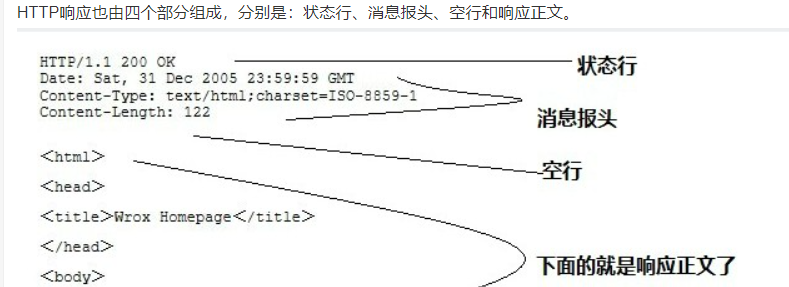 HTTP响应也由四个部分组成，分别是：状态行、消息报头、空行和响应正文。
HTTP/1.1 200 OK
状态行
Date: Sat, 31 Dec 2005 23:59:59 GMT
Content-Type: text/html;charset=ISO-8859-1
Content-Length: 122
消息报头
<html>
空行
<head>
<title>Wrox Homepage</title>
</head>
下面的就是响应正文了
<body>